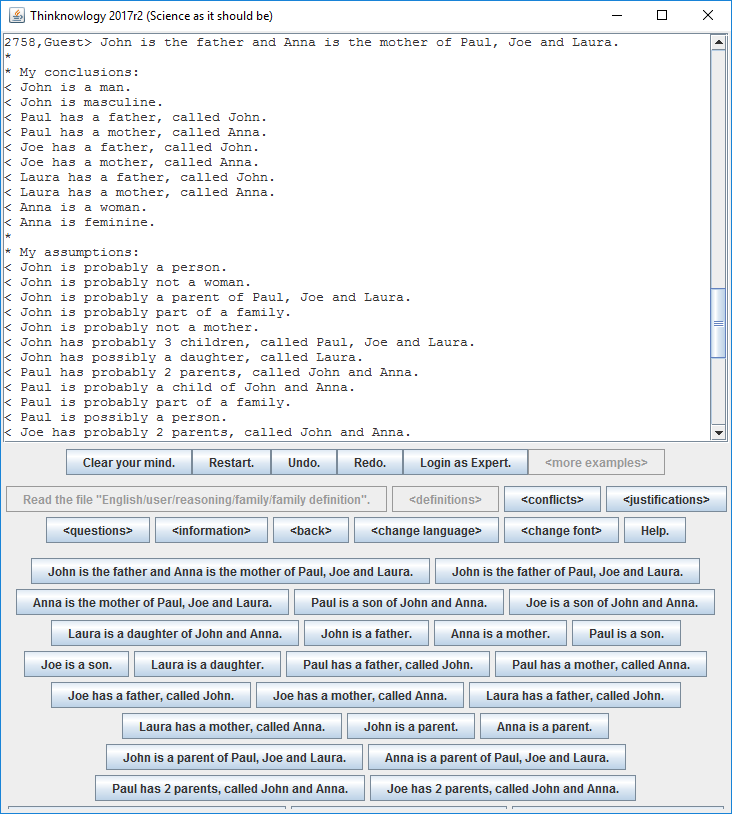 Thinknowlogy 2017r2 (Science as it should be)
2758,Guest> John is the father and Anna is the mother of Paul, Joe and Laura.
*
* My conclusions:
< John is a man.
< John is masculine.
< Paul has a father, called John.
< Paul has a mother, called Anna.
< Joe has a father, called John.
< Joe has a mother, called Anna.
< Laura has a father, called John.
< Laura has a mother, called Anna.
< Anna is a woman.
< Anna is feminine.
*
* My assumptions:
< John is probably a person.
< John is probably not a woman.
< John is probably a parent of Paul, Joe and Laura.
< John is probably part of a family.
< John is probably not a mother.
< John has probably 3 children, called Paul, Joe and Laura.
< John has possibly a daughter, called Laura.
< Paul has probably 2 parents, called John and Anna.
< Paul is probably a child of John and Anna.
< Paul is probably part of a family.
< Paul is possibly a person.
< Joe has probably 2 parents, called John and Anna.
Clear your mind. Restart. Undo. Redo. Login as Expert. <more examples>
Read the file "English/user/reasoning/family/family definition". <definitions> <conflicts> <justifications>
<questions> <information> <back> <change language> <change font> Help.
John is the father and Anna is the mother of Paul, Joe and Laura. John is the father of Paul, Joe and Laura.
Anna is the mother of Paul, Joe and Laura. Paul is a son of John and Anna. Joe is a son of John and Anna.
Laura is a daughter of John and Anna. John is a father. Anna is a mother. Paul is a son.
Joe is a son. Laura is a daughter. Paul has a father, called John. Paul has a mother, called Anna.
Joe has a father, called John. Joe has a mother, called Anna. Laura has a father, called John.
Laura has a mother, called Anna. John is a parent. Anna is a parent.
John is a parent of Paul, Joe and Laura. Anna is a parent of Paul, Joe and Laura.
Paul has 2 parents, called John and Anna. Joe has 2 parents, called John and Anna.